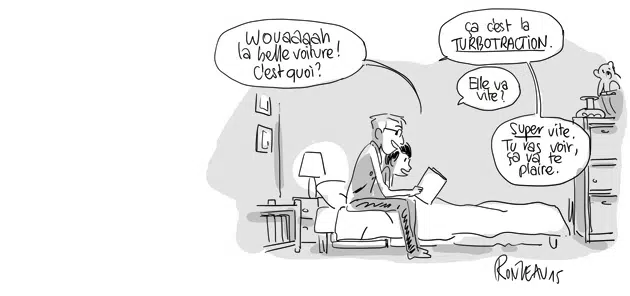 Wouaaaah
la belle voiture!
C'est quoi?
Ça c'est la
TURBOTRACTION.
Elle va
vite?
Super vite.
Tu vas voir,
ça va te
plaire.